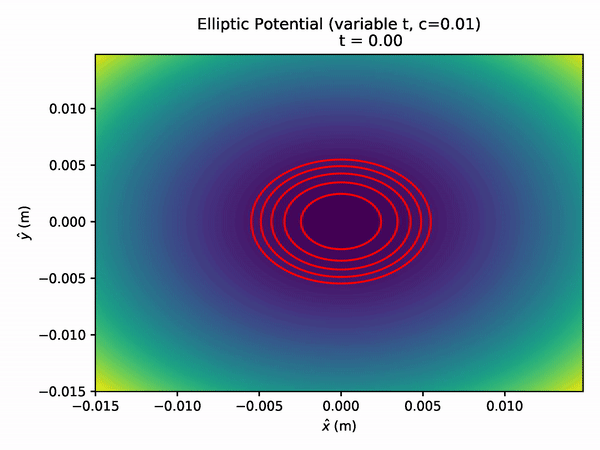 Elliptic Potential (variable t, c=0.01)
t = 0.00
0.010
0.005
0.000
−0.005
−0.010
−0.015
ŷ (m)
−0.015 −0.010 −0.005 0.000 0.005 0.010
x̂ (m)